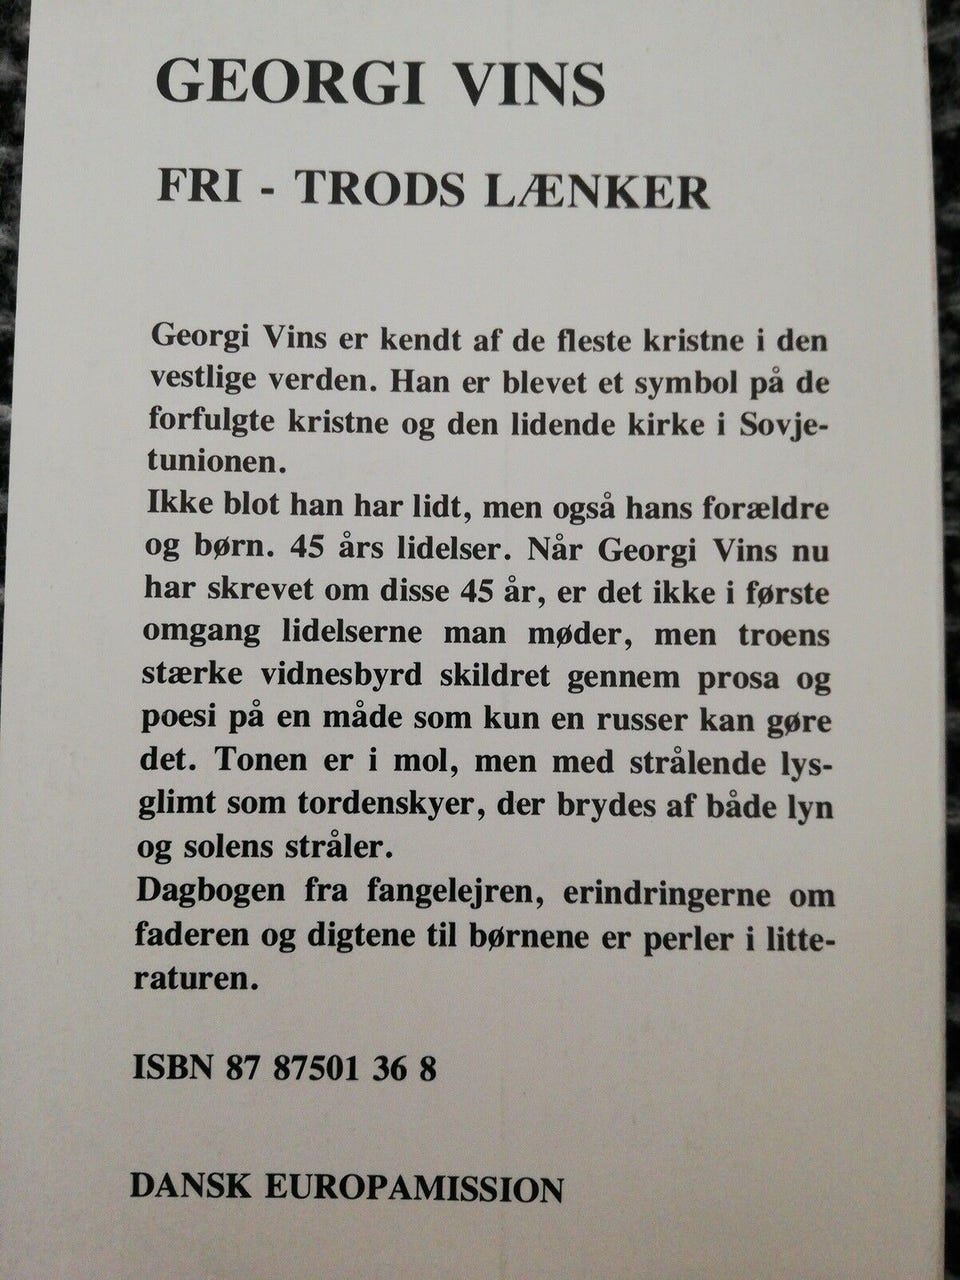 GEORGI VINS
FRI - TRODS LÆNKER
Georgi Vins er kendt af de fleste kristne i den
vestlige verden. Han er blevet et symbol på de
forfulgte kristne og den lidende kirke i Sovje-
tunionen.
Ikke blot han har lidt, men også hans forældre
og børn. 45 års lidelser. Når Georgi Vins nu
har skrevet om disse 45 år, er det ikke i første
omgang lidelserne man møder, men troens
stærke vidnesbyrd skildret gennem prosa og
poesi på en måde som kun en russer kan gøre
det. Tonen er i mol, men med strålende lys-
glimt som tordenskyer, der brydes af både lyn
og solens stråler.
Dagbogen fra fangelejren, erindringerne om
faderen og digtene til børnene er perler i litte-
raturen.
ISBN 87 87501 36 8
DANSK EUROPAMISSION